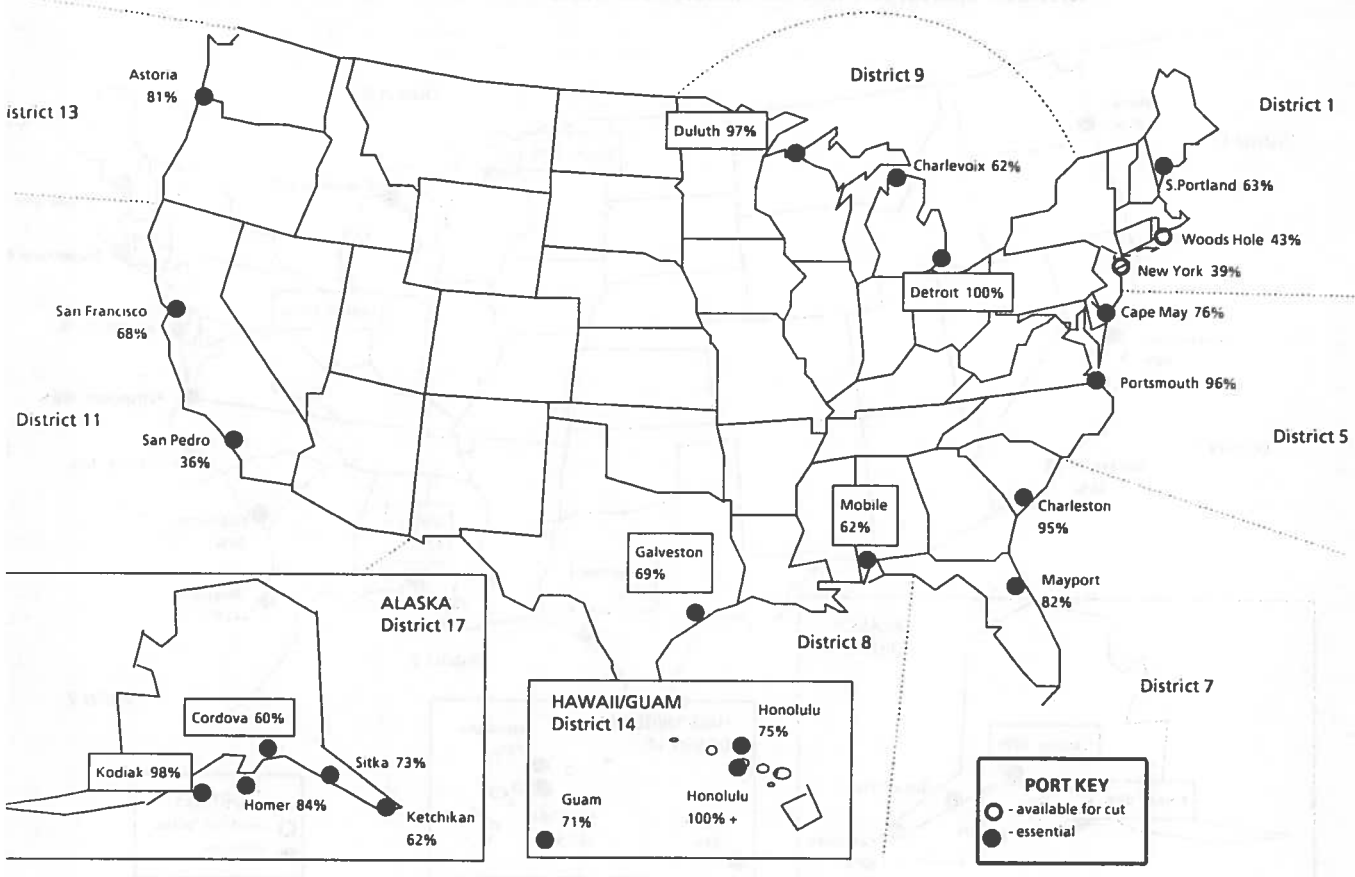 District 9
District 1
istrict 13
Astoria
81%
Duluth 97%
Charlevoix 62%
S.Portland 63%
Woods Hole 43%
New York 39%
Detroit 100%
Cape May 76%
San Francisco
68%
Portsmouth 96%
District 11
San Pedro
36%
District 5
Mobile
62%
Charleston
95%
Galveston
69%
Mayport
82%
District 8
District 7
ALASKA
District 17
Cordova 60%
Kodiak 98%
Sitka 73%
Homer 84%
Ketchikan
62%
HAWAII/GUAM
District 14
Honolulu
75%
Guam
71%
Honolulu
100% +
PORT KEY
- available for cut
- essential